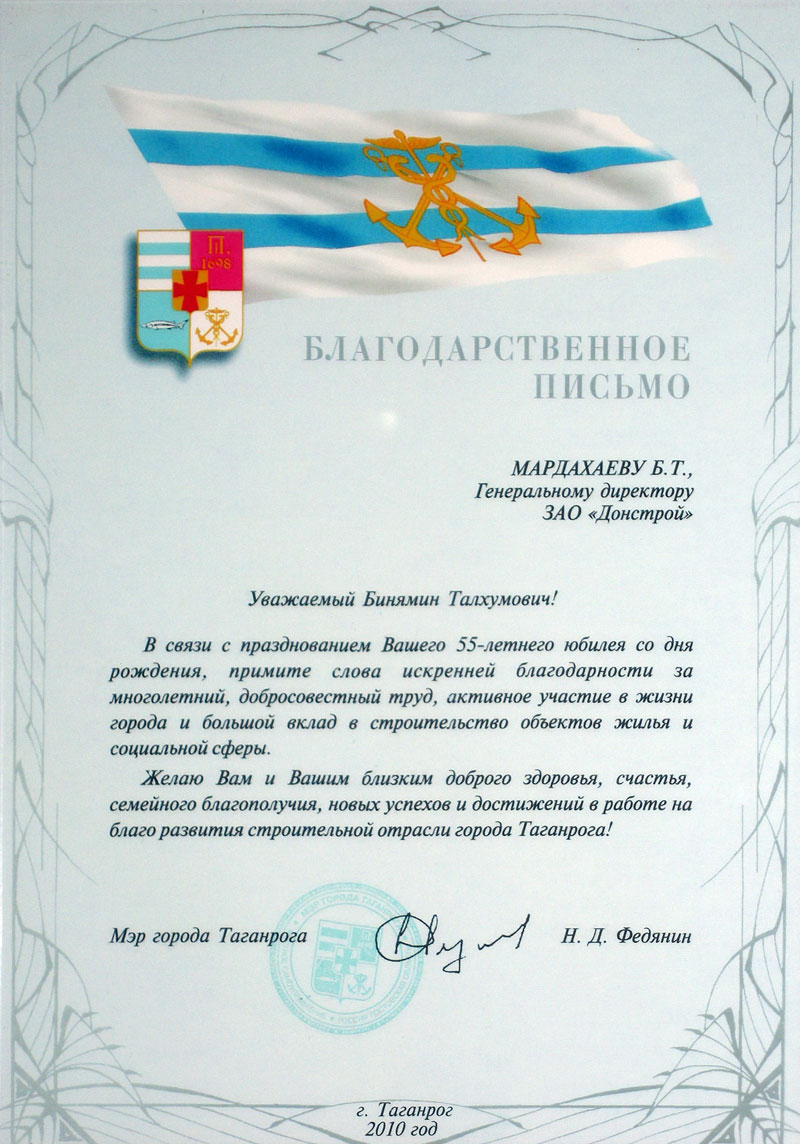 П.
1698
БЛАГОДАРСТВЕННОЕ
ПИСЬМО
МАРДАХАЕВУ Б.Т.,
Генеральному директору
ЗАО «Донстрой»
Уважаемый Бинямин Талхумович!
В связи с празднованием Вашего 55-летнего юбилея со дня
рождения, примите слова искренней благодарности за
многолетний, добросовестный труд, активное участие в жизни
города и большой вклад в строительство объектов жилья и
социальной сферы.
Желаю Вам и Вашим близким доброго здоровья, счастья,
семейного благополучия, новых успехов и достижений в работе на
благо развития строительной отрасли города Таганрога!
Мэр города Таганрога
Н. Д. Федянин
МЭР ГОРОДА
г. Таганрог
2010 год